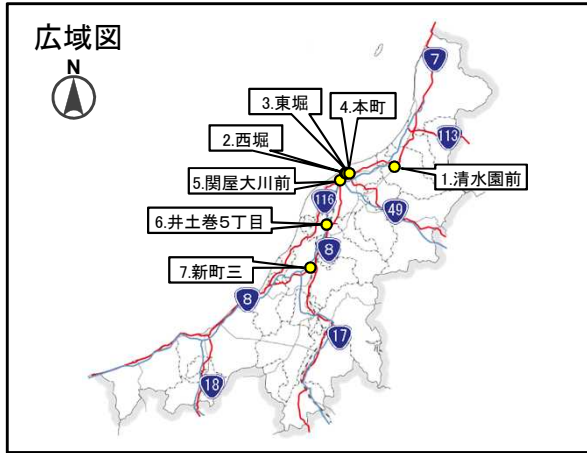 広域図
N
7
3.東堀
4.本町
113
2.西堀
5.関屋大川前
1.清水園前
116
49
6.井土巻5丁目
8
7.新町三
8
17
18